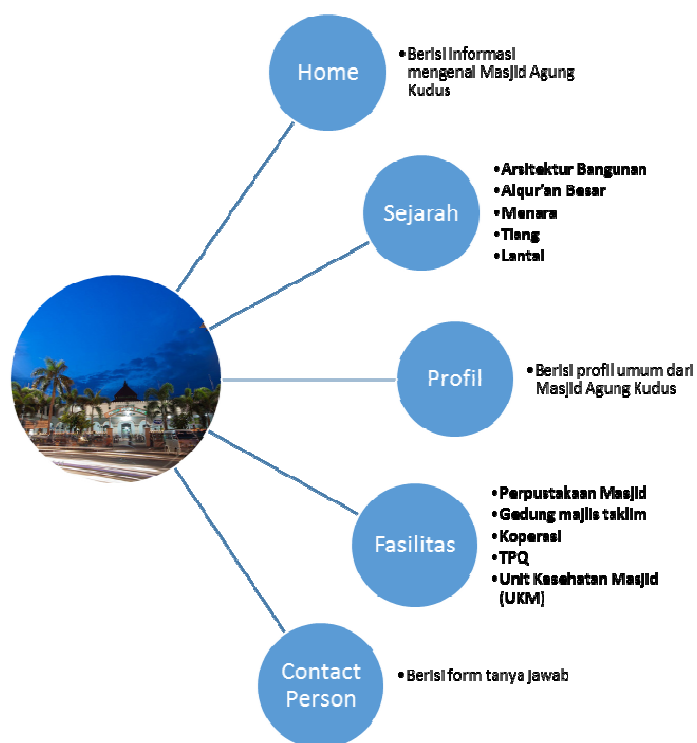 Home
•Berisi informasi
mengenai Masjid Agung
Kudus
Sejarah
•Arsitektur Bangunan
•Alqur'an Besar
•Menara
•Tiang
•Lantai
Profil
•Berisi profil umum dari
Masjid Agung Kudus
Fasilitas
•Perpustakaan Masjid
•Gedung majlis taklim
•Koperasi
•TPQ
•Unit Kesehatan Masjid
(UKM)
Contact
Person
•Berisi form tanya jawab